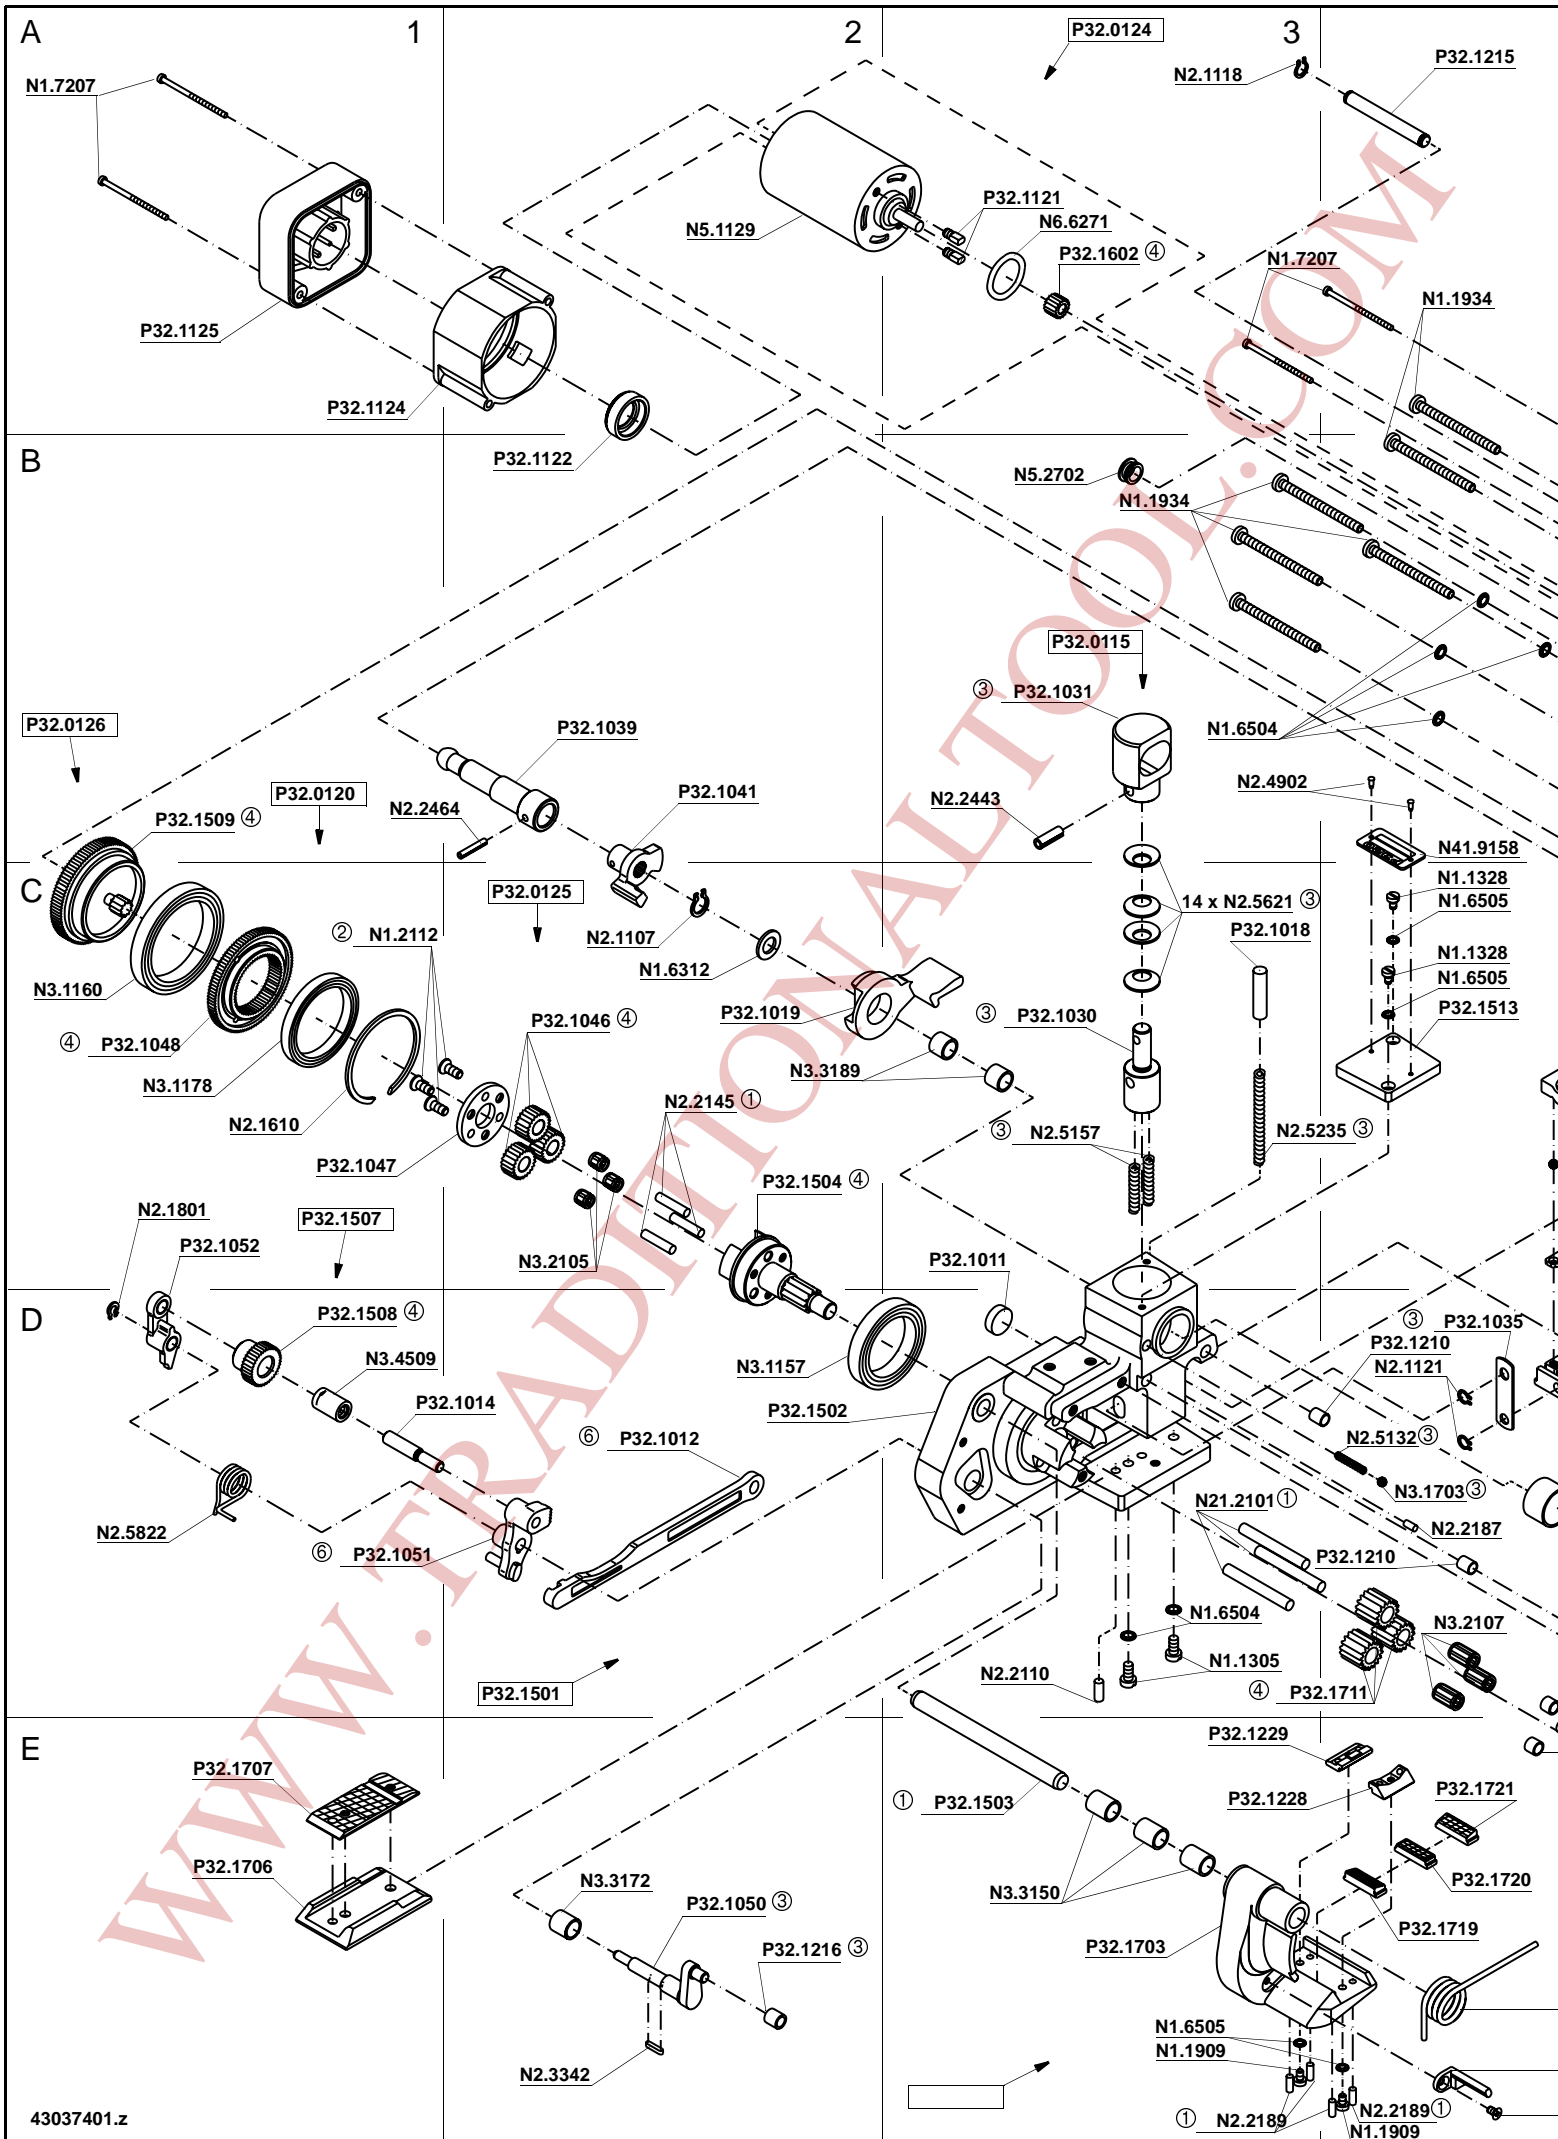 A
1
2
3
P32.0124
N2.1118
P32.1215
N1.7207
P32.1121
N5.1129
N6.6271
P32.1602 ④
N1.7207
N1.1934
P32.1125
P32.1124
P32.1122
B
N5.2702
N1.1934
P32.0115
③ P32.1031
N1.6504
P32.0126
P32.1039
P32.0120
N2.2464
P32.1041
N2.2443
N2.4902
P32.1509 ④
N41.9158
C
P32.0125
N1.1328
14 x N2.5621 ③
N1.6505
② N1.2112
N2.1107
P32.1018
N1.6312
N1.1328
N3.1160
N1.6505
P32.1019
③ P32.1030
P32.1513
P32.1046 ④
④ P32.1048
N3.1178
N3.3189
N2.2145 ①
N2.1610
③ N2.5157
N2.5235 ③
P32.1047
P32.1504 ④
N2.1801
P32.1507
P32.1052
N3.2105
P32.1011
D
P32.1508 ④
③ P32.1035
P32.1210
N3.4509
N3.1157
N2.1121
P32.1014
P32.1502
⑥ P32.1012
N2.5132 ③
N3.1703 ③
N21.2101 ①
N2.5822
⑥ P32.1051
N2.2187
P32.1210
N1.6504
N3.2107
N1.1305
N2.2110
④ P32.1711
P32.1501
E
P32.1229
P32.1707
① P32.1503
P32.1228
P32.1721
P32.1706
N3.3172
N3.3150
P32.1720
P32.1050 ③
P32.1719
P32.1216 ③
P32.1703
N1.6505
N1.1909
N2.3342
① N2.2189
N2.2189 ①
N1.1909
43037401.z
WWW.TRADITIONALTOOL.COM